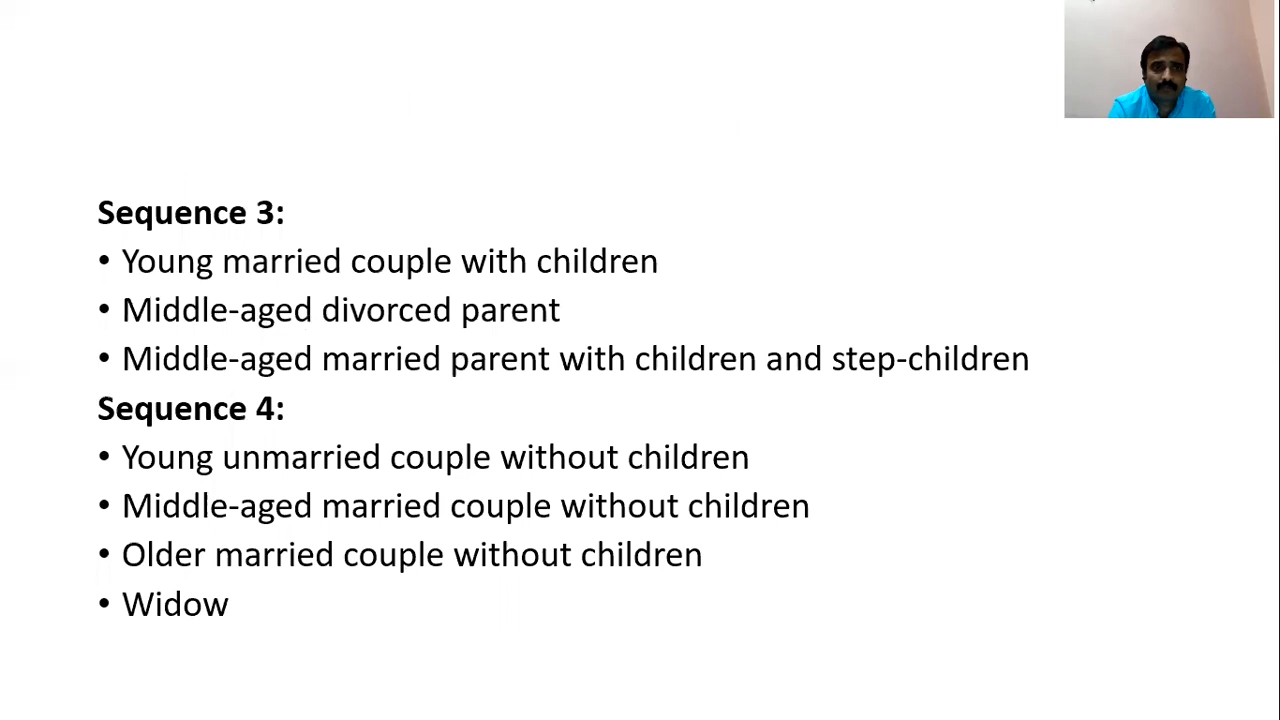 Sequence 3:
• Young married couple with children
• Middle-aged divorced parent
• Middle-aged married parent with children and step-children
Sequence 4:
• Young unmarried couple without children
• Middle-aged married couple without children
• Older married couple without children
• Widow